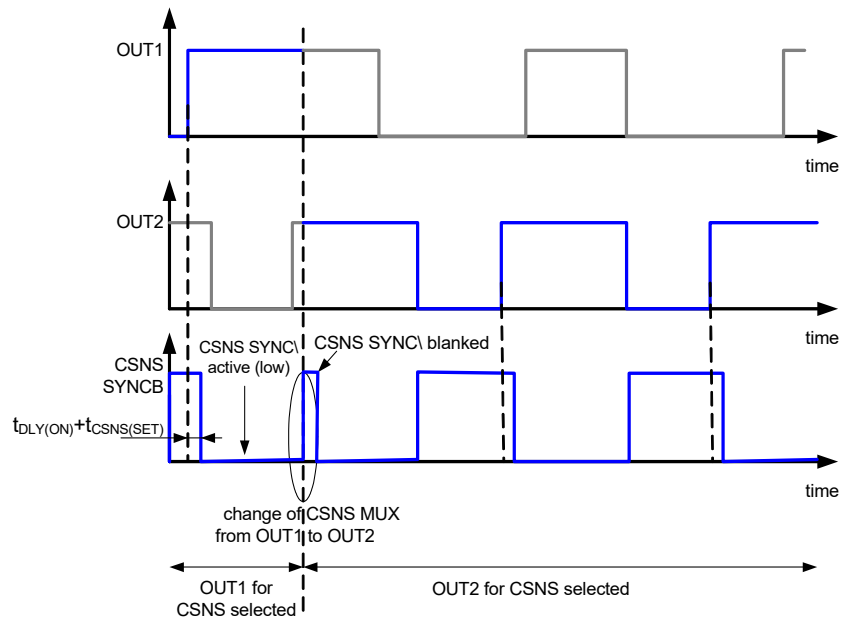 OUT1
time
OUT2
time
CSNS SYNC\
active (low)
CSNS SYNC\ blanked
CSNS
SYNCB
tDLY(ON)+tCSNS(SET)
time
change of CSNS MUX
from OUT1 to OUT2
OUT1 for
CSNS selected
OUT2 for CSNS selected